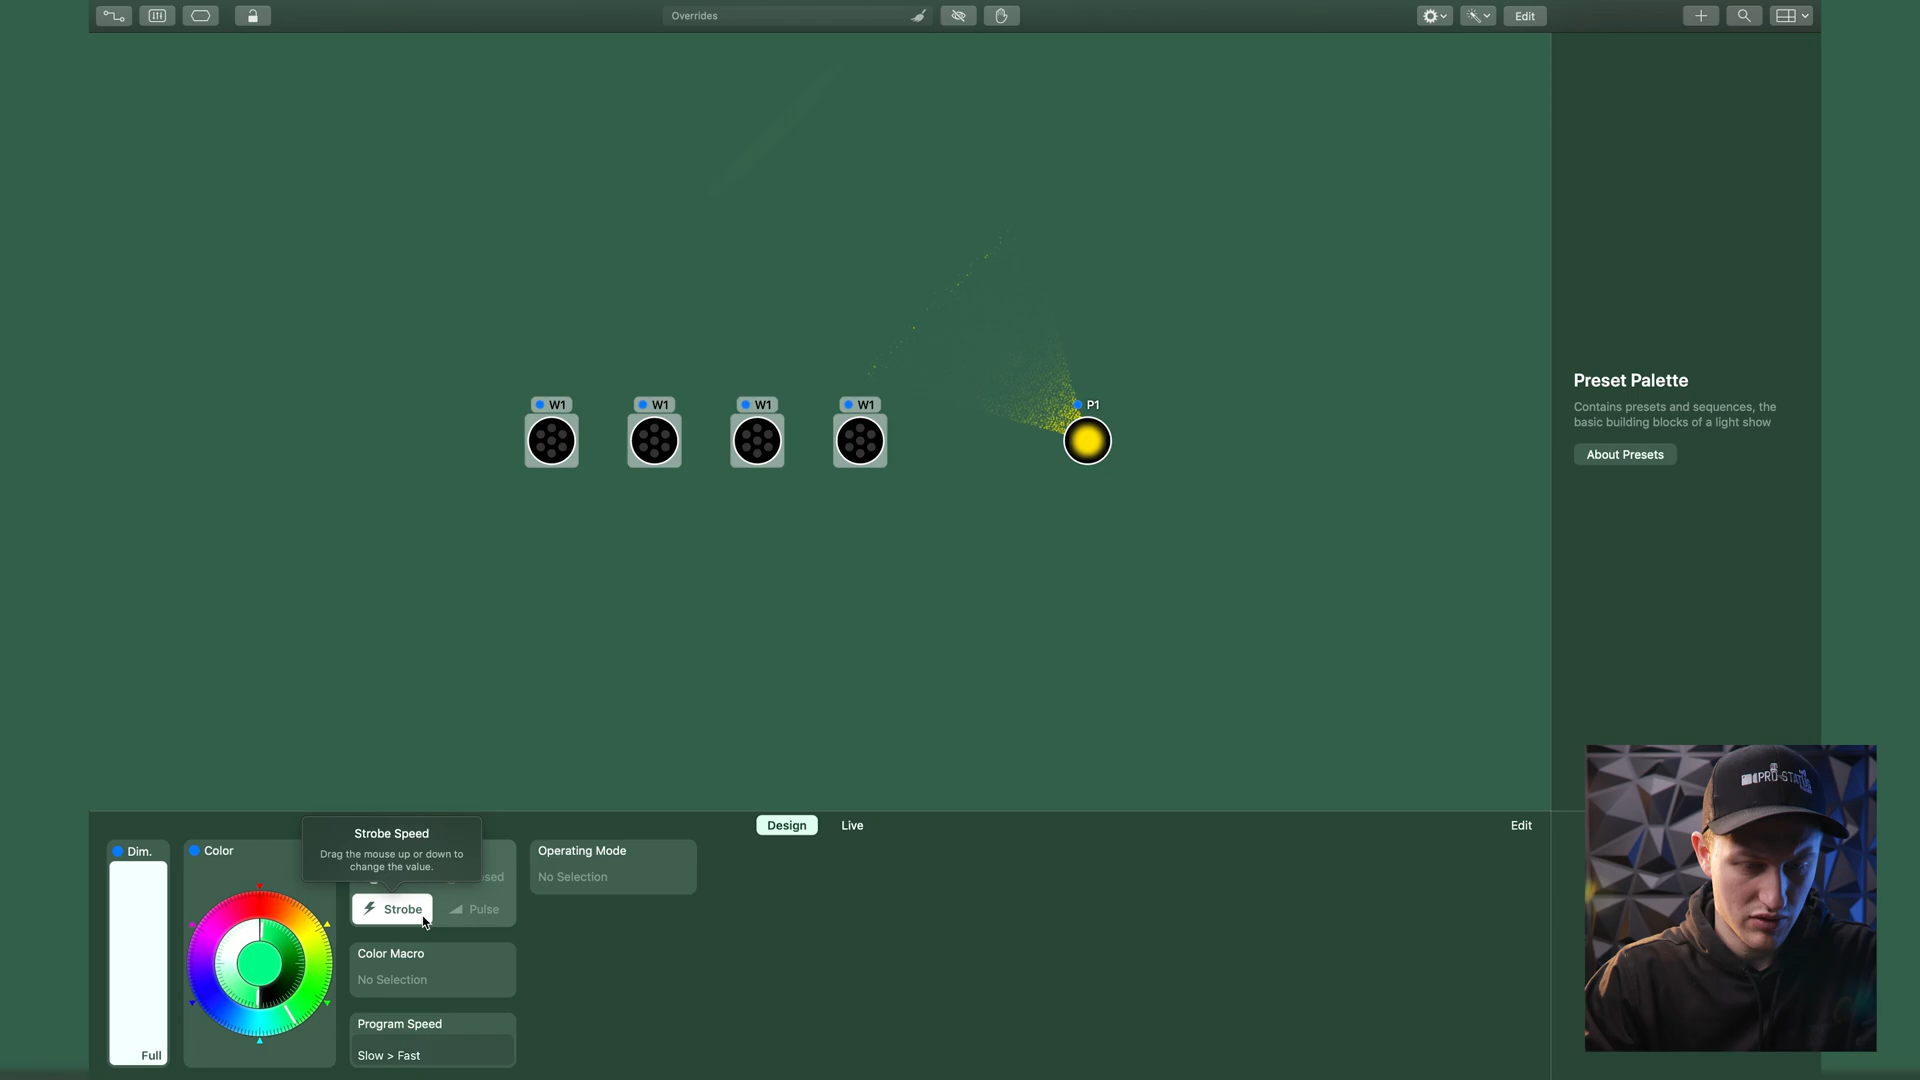 Overrides
Edit
W1
W1
W1
W1
P1
Preset Palette
Contains presets and sequences, the
basic building blocks of a light show
About Presets
Design
Live
Edit
Dim.
Full
Color
Strobe Speed
Drag the mouse up or down to
change the value.
Strobe
Pulse
Color Macro
No Selection
Program Speed
Slow > Fast
Operating Mode
No Selection